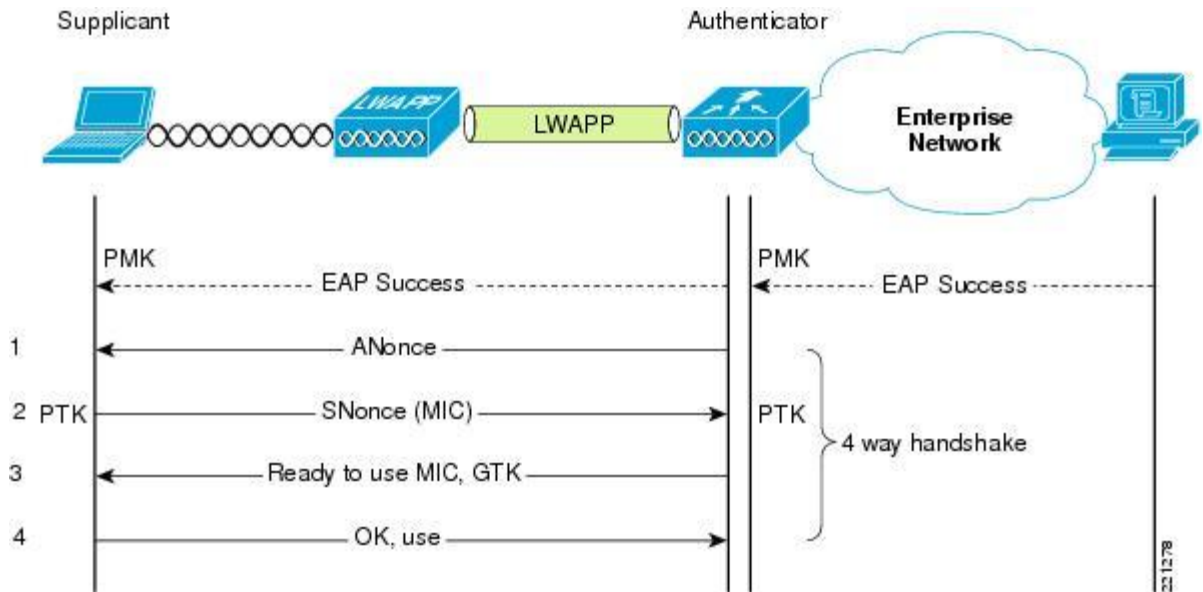 Supplicant
Authenticator
LWAPP
LWAPP
Enterprise
Network
PMK
EAP Success
PMK
EAP Success
1
ANonce
2
PTK
SNonce (MIC)
PTK
4 way handshake
3
Ready to use MIC, GTK
4
OK, use
221278